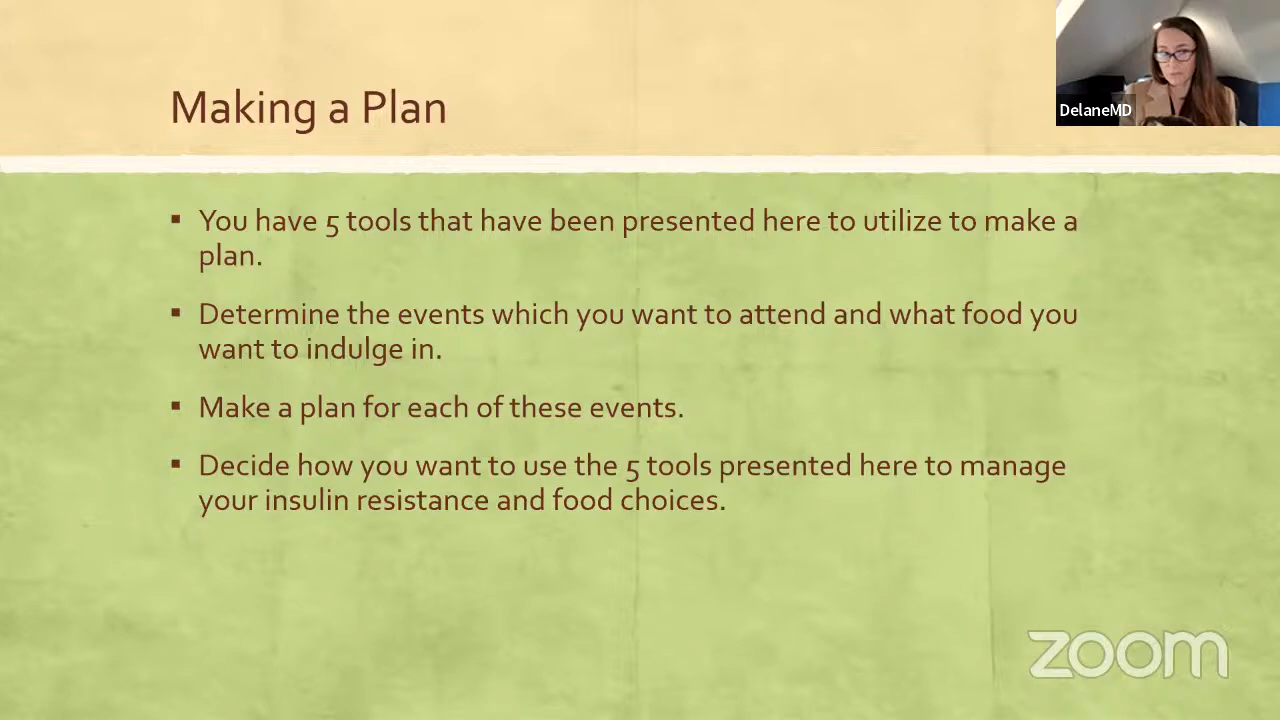 Making a Plan
DelaneMD
▪ You have 5 tools that have been presented here to utilize to make a
plan.
▪ Determine the events which you want to attend and what food you
want to indulge in.
▪ Make a plan for each of these events.
▪ Decide how you want to use the 5 tools presented here to manage
your insulin resistance and food choices.
zoom